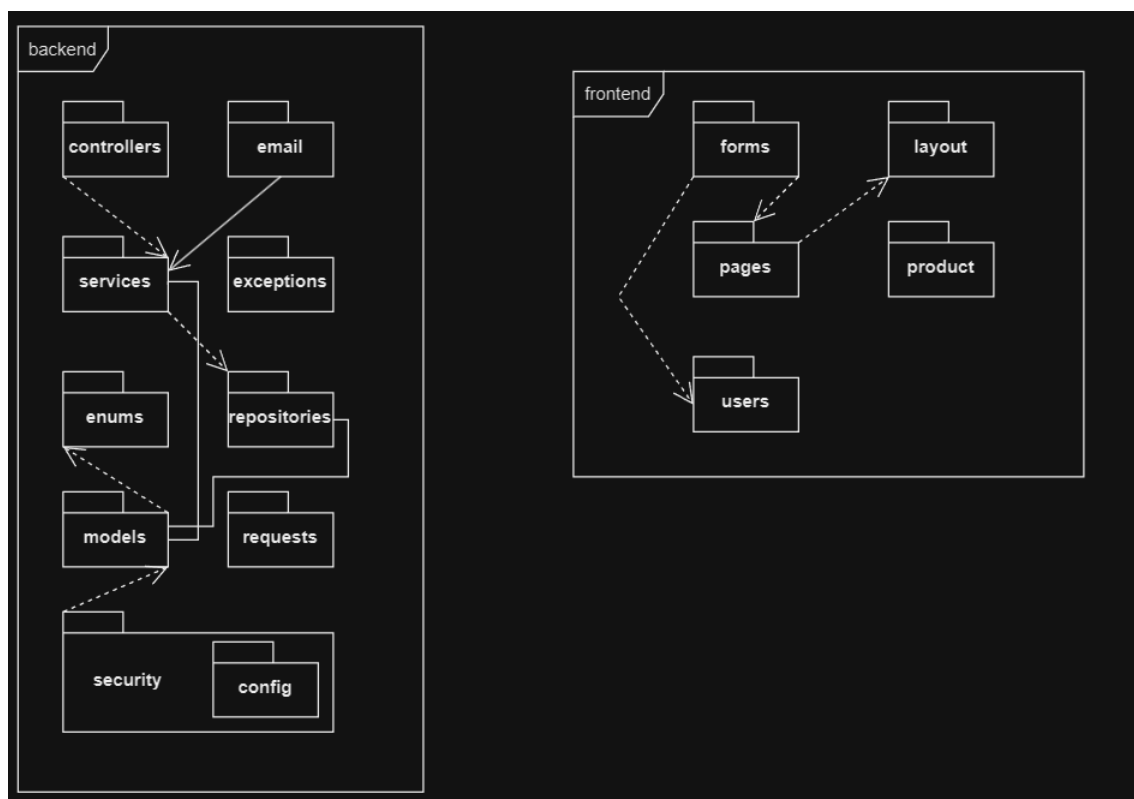 backend
controllers
email
services
exceptions
enums
repositories
models
requests
security
config
frontend
forms
layout
pages
product
users